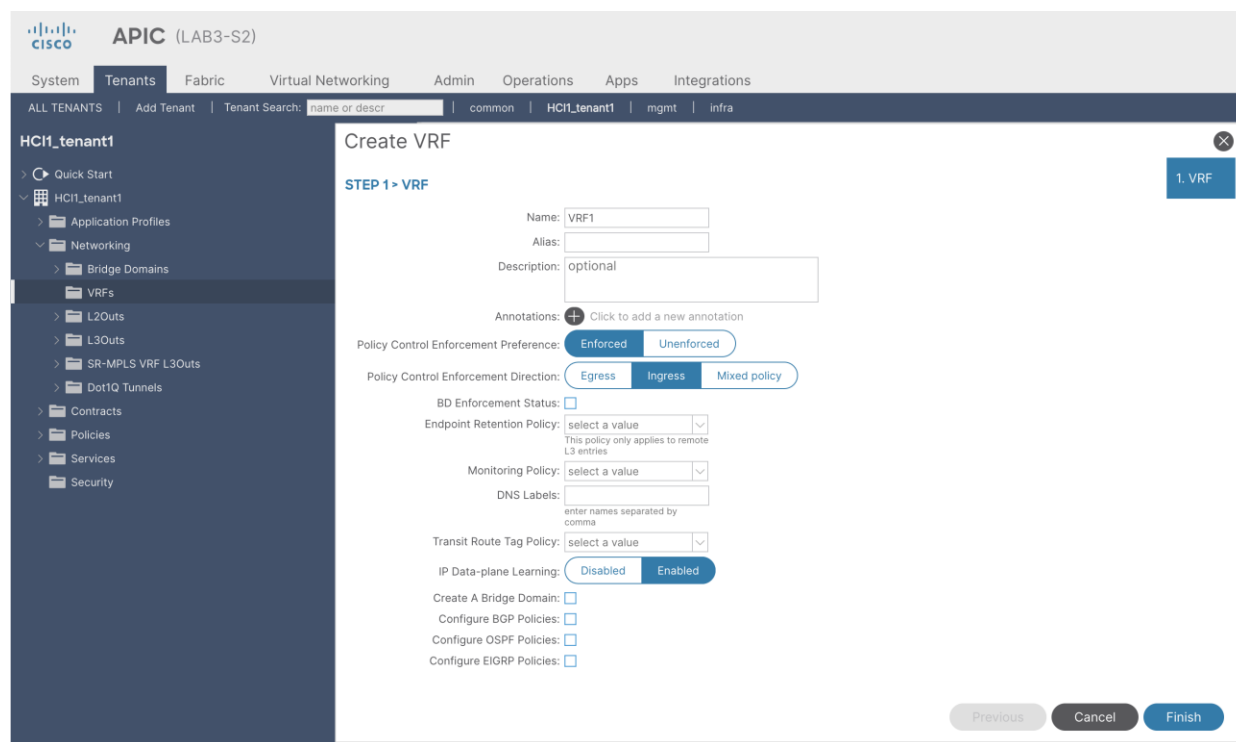 CISCO APIC (LAB3-S2)
System Tenants Fabric Virtual Networking Admin Operations Apps Integrations
ALL TENANTS | Add Tenant | Tenant Search: name or descr | common | HCI1_tenant1 | mgmt | infra
HCI1_tenant1
Quick Start
HCI1_tenant1
Application Profiles
Networking
Bridge Domains
VRFs
L2Outs
L3Outs
SR-MPLS VRF L3Outs
Dot1Q Tunnels
Contracts
Policies
Services
Security
Create VRF
STEP 1 > VRF
1. VRF
Name: VRF1
Alias:
Description: optional
Annotations: Click to add a new annotation
Policy Control Enforcement Preference: Enforced Unenforced
Policy Control Enforcement Direction: Egress Ingress Mixed policy
BD Enforcement Status:
Endpoint Retention Policy: select a value
This policy only applies to remote
L3 entries
Monitoring Policy: select a value
DNS Labels:
enter names separated by
comma
Transit Route Tag Policy: select a value
IP Data-plane Learning: Disabled Enabled
Create A Bridge Domain:
Configure BGP Policies:
Configure OSPF Policies:
Configure EIGRP Policies:
Previous Cancel Finish